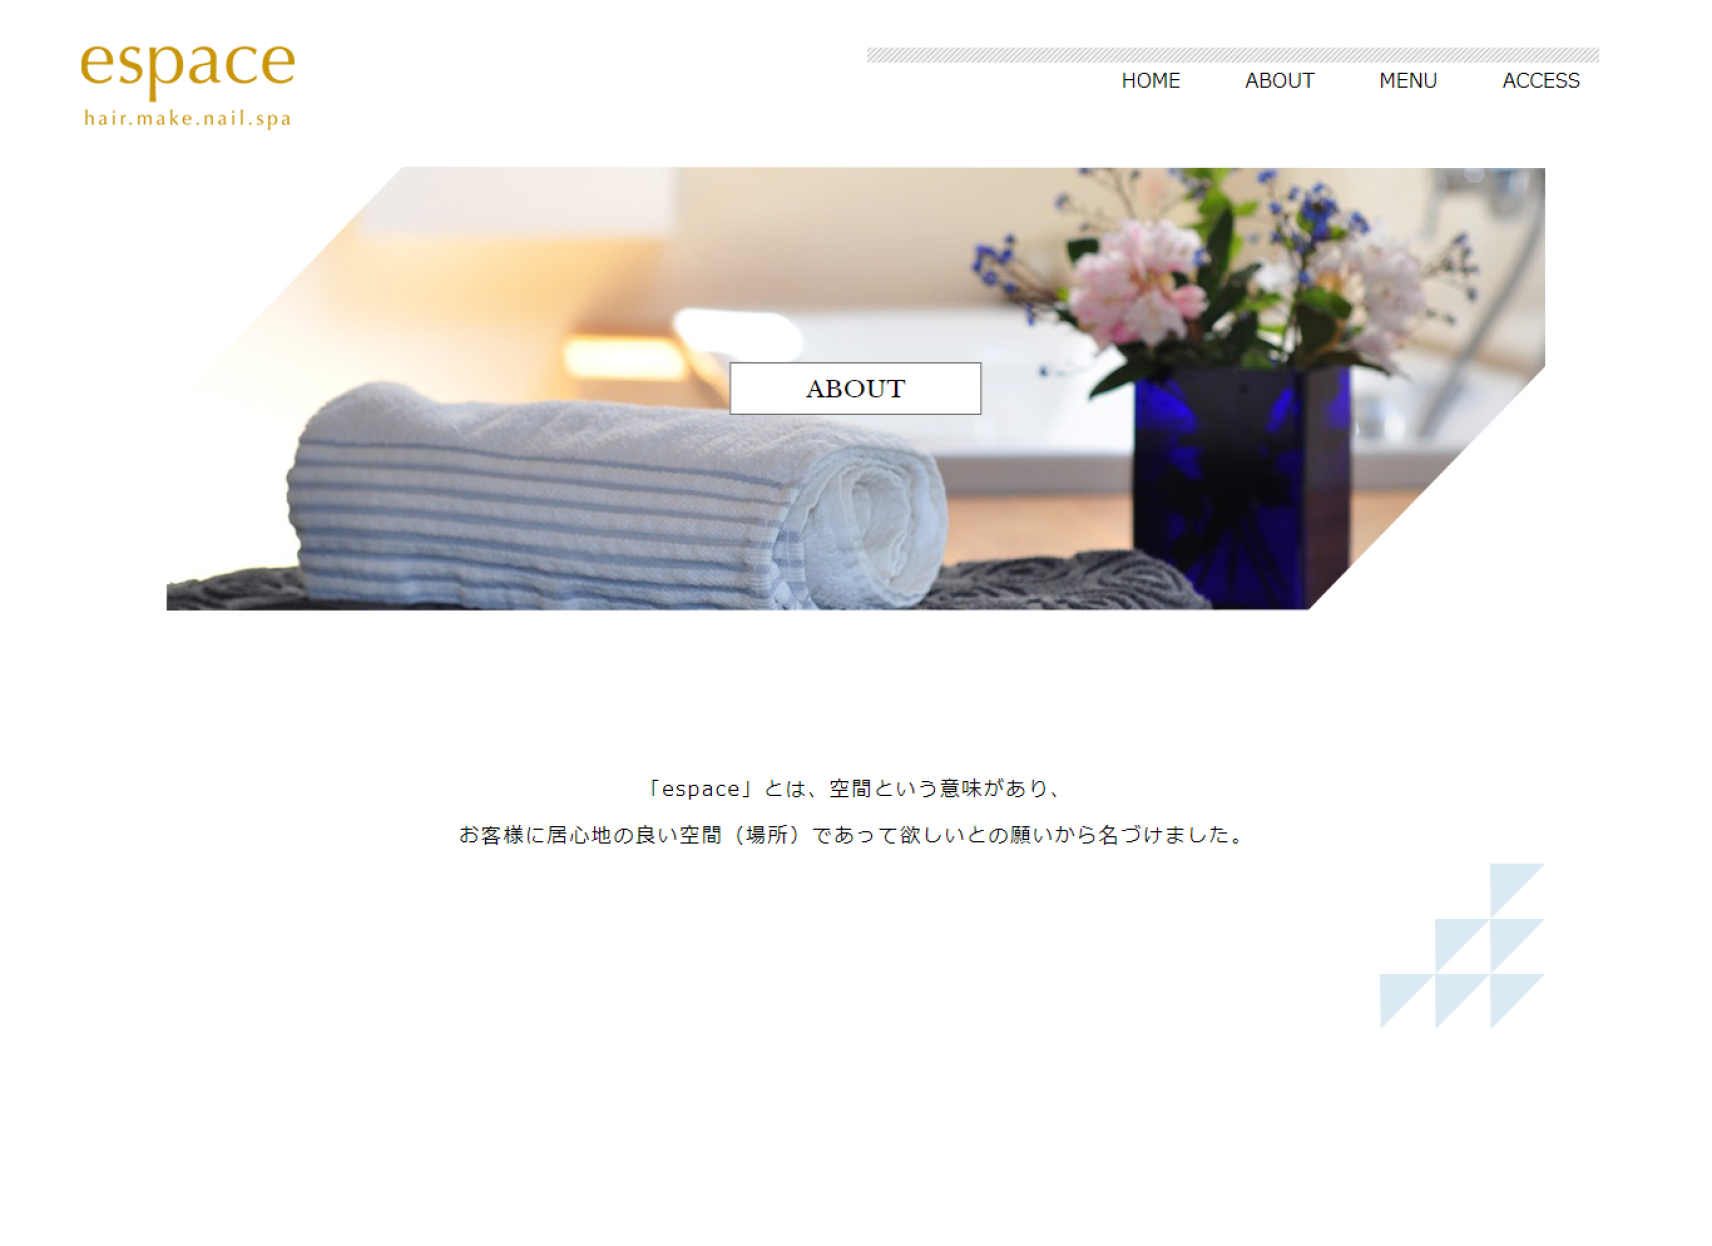 espace
hair.make.nail.spa
HOME ABOUT MENU ACCESS
ABOUT
「espace」とは、空間という意味があり、
お客様に居心地の良い空間（場所）であって欲しいとの願いから名づけました。